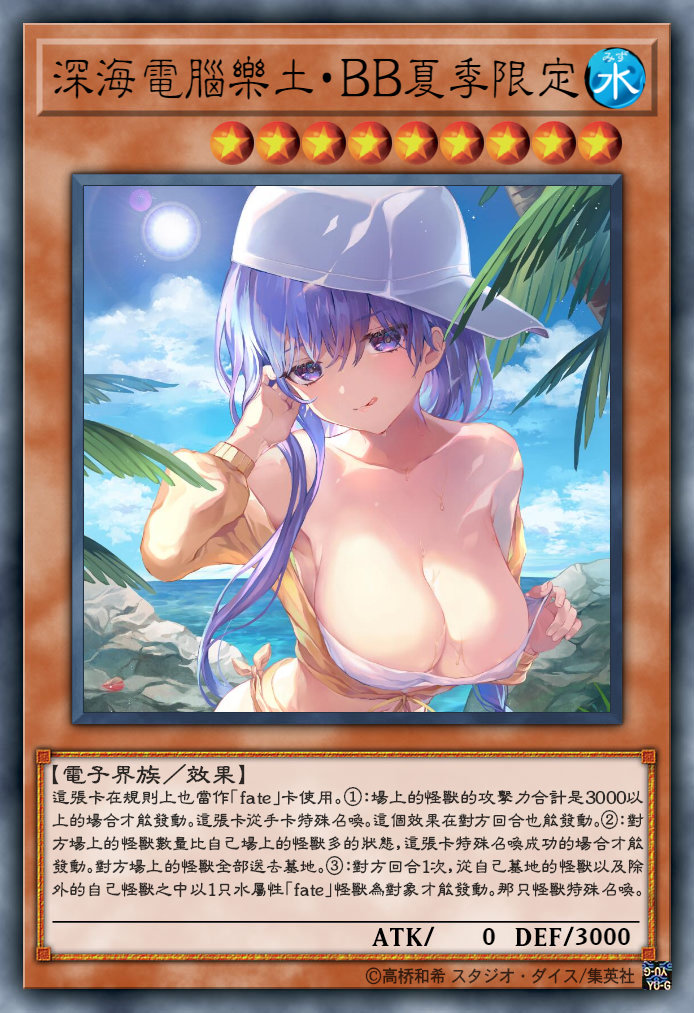 深海電腦樂土·BB夏季限定
みず
水
【電子界族／效果】
這張卡在規則上也當作「fate」卡使用。①:場上的怪獸的攻擊力合計是3000以
上的場合才能發動。這張卡從手卡特殊召喚。這個效果在對方回合也能發動。②:對
方場上的怪獸數量比自己場上的怪獸多的狀態,這張卡特殊召喚成功的場合才能
發動。對方場上的怪獸全部送去墓地。③:對方回合1次,從自己墓地的怪獸以及除
外的自己怪獸之中以1只水屬性「fate」怪獸為對象才能發動。那只怪獸特殊召喚。
ATK/ 0 DEF/3000
©高桥和希 スタジオ・ダイス/集英社
YU-G
YU-G